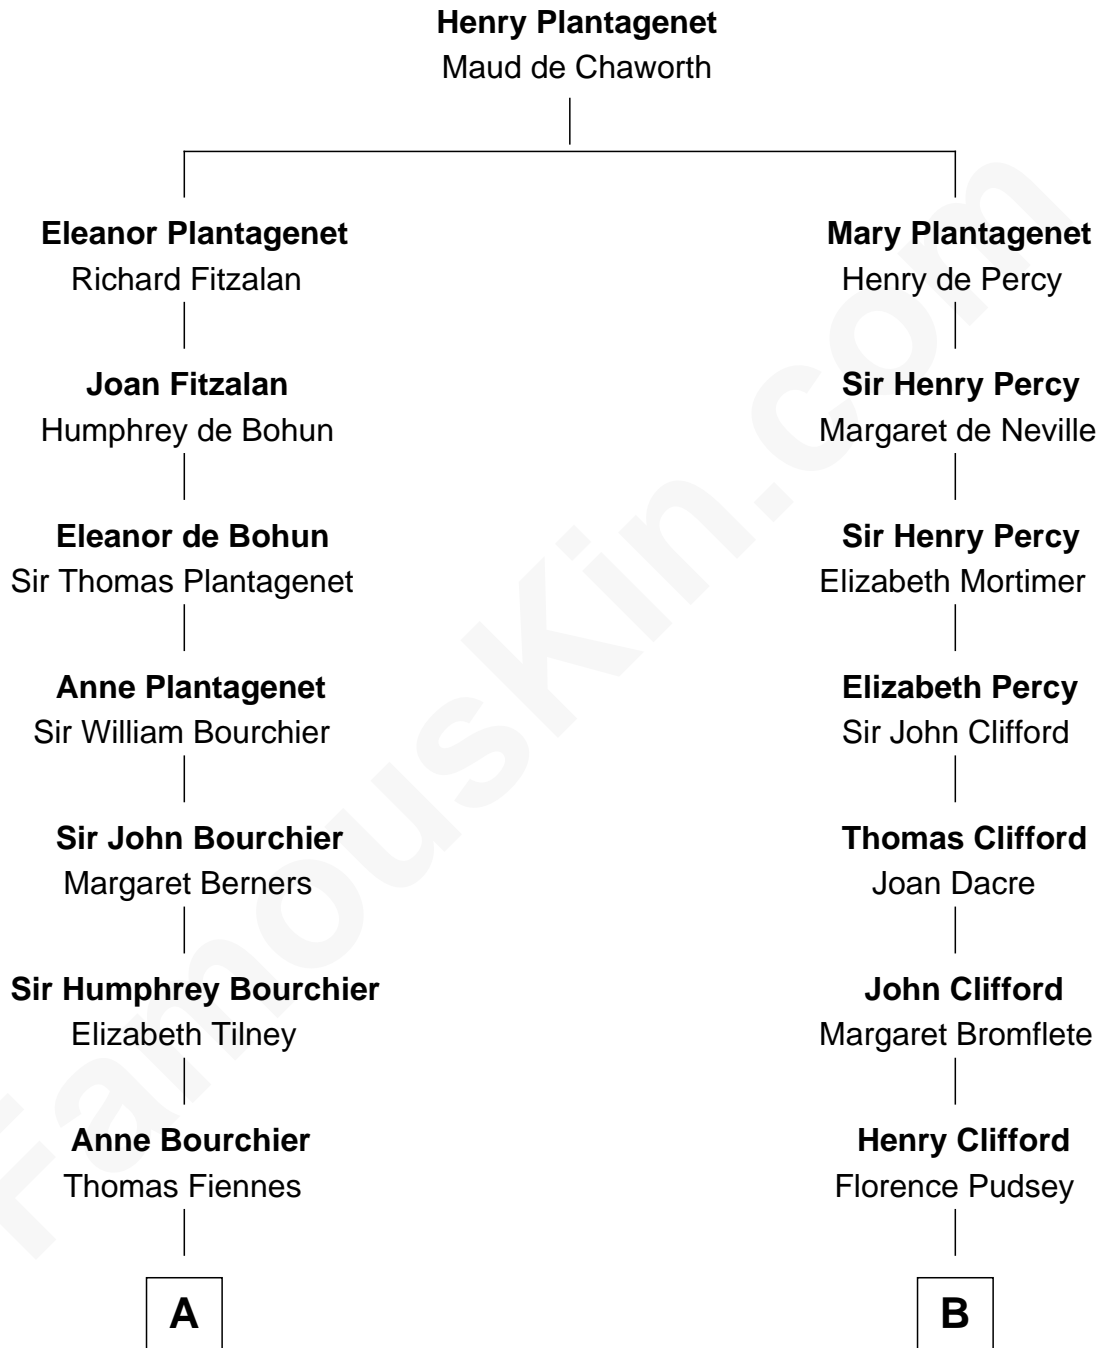 Henry Plantagenet
Maud de Chaworth
Eleanor Plantagenet
Richard Fitzalan
Mary Plantagenet
Henry de Percy
Joan Fitzalan
Humphrey de Bohun
Sir Henry Percy
Margaret de Neville
Eleanor de Bohun
Sir Thomas Plantagenet
Sir Henry Percy
Elizabeth Mortimer
Anne Plantagenet
Sir William Bourchier
Elizabeth Percy
Sir John Clifford
Sir John Bourchier
Margaret Berners
Thomas Clifford
Joan Dacre
Sir Humphrey Bourchier
Elizabeth Tilney
John Clifford
Margaret Bromflete
Anne Bourchier
Thomas Fiennes
Henry Clifford
Florence Pudsey
A
B
FamousKin.com